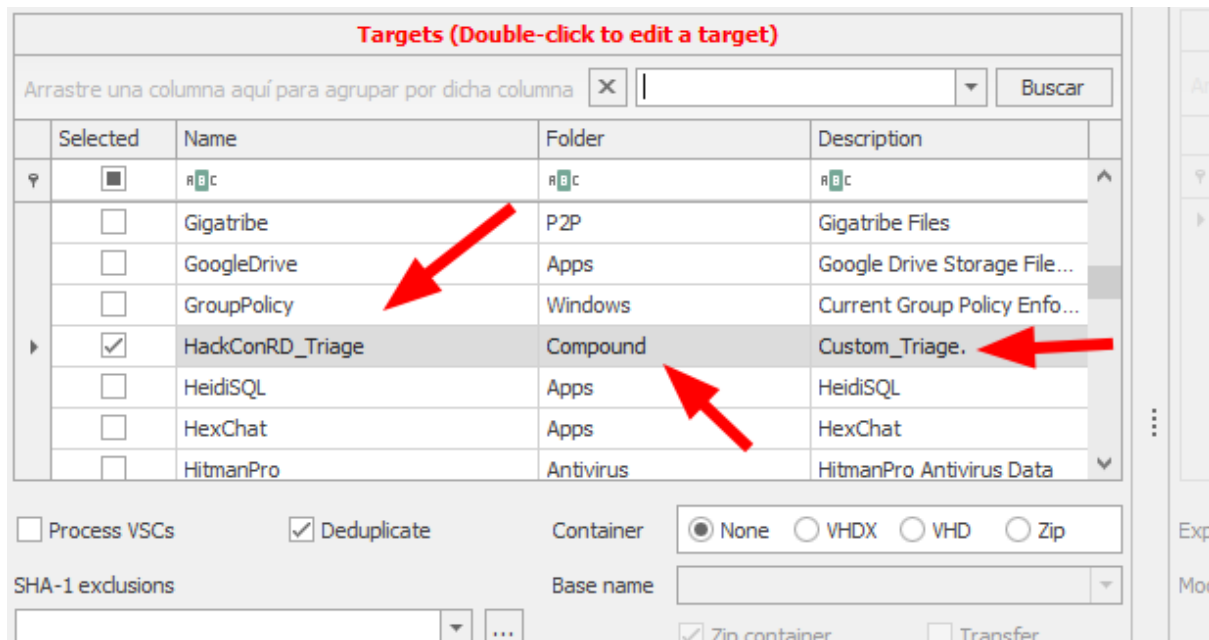 Targets (Double-click to edit a target)
Arrastre una columna aquí para agrupar por dicha columna Buscar
Selected Name Folder Description
ABC ABC ABC
Gigatribe P2P Gigatribe Files
GoogleDrive Apps Google Drive Storage File...
GroupPolicy Windows Current Group Policy Enfo...
HackConRD_Triage Compound Custom_Triage.
HeidiSQL Apps HeidiSQL
HexChat Apps HexChat
HitmanPro Antivirus HitmanPro Antivirus Data
Process VSCs Deduplicate Container None VHDX VHD Zip
SHA-1 exclusions Base name
... Zip container Transfer